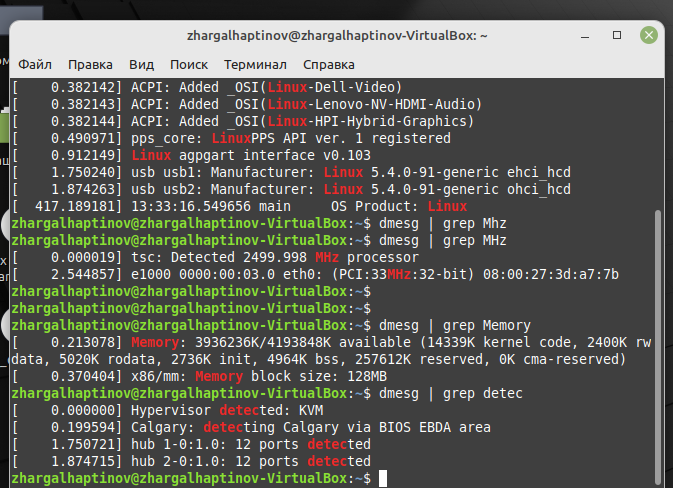 zhargalhaptinov@zhargalhaptinov-VirtualBox: ~
Файл Правка Вид Поиск Терминал Справка
[    0.382142] ACPI: Added _OSI(Linux-Dell-Video)
[    0.382143] ACPI: Added _OSI(Linux-Lenovo-NV-HDMI-Audio)
[    0.382144] ACPI: Added _OSI(Linux-HPI-Hybrid-Graphics)
[    0.490971] pps_core: LinuxPPS API ver. 1 registered
[    0.912149] Linux agpgart interface v0.103
[    1.750240] usb usb1: Manufacturer: Linux 5.4.0-91-generic ehci_hcd
[    1.874263] usb usb2: Manufacturer: Linux 5.4.0-91-generic ohci_hcd
[  417.189181] 13:33:16.549656 main     OS Product: Linux
zhargalhaptinov@zhargalhaptinov-VirtualBox:~$ dmesg | grep Mhz
zhargalhaptinov@zhargalhaptinov-VirtualBox:~$ dmesg | grep MHz
[    0.000019] tsc: Detected 2499.998 MHz processor
[    2.544857] e1000 0000:00:03.0 eth0: (PCI:33MHz:32-bit) 08:00:27:3d:a7:7b
zhargalhaptinov@zhargalhaptinov-VirtualBox:~$
zhargalhaptinov@zhargalhaptinov-VirtualBox:~$
zhargalhaptinov@zhargalhaptinov-VirtualBox:~$ dmesg | grep Memory
[    0.213078] Memory: 3936236K/4193848K available (14339K kernel code, 2400K rw
data, 5020K rodata, 2736K init, 4964K bss, 257612K reserved, 0K cma-reserved)
[    0.370404] x86/mm: Memory block size: 128MB
zhargalhaptinov@zhargalhaptinov-VirtualBox:~$ dmesg | grep detec
[    0.000000] Hypervisor detected: KVM
[    0.199594] Calgary: detecting Calgary via BIOS EBDA area
[    1.750721] hub 1-0:1.0: 12 ports detected
[    1.874715] hub 2-0:1.0: 12 ports detected
zhargalhaptinov@zhargalhaptinov-VirtualBox:~$